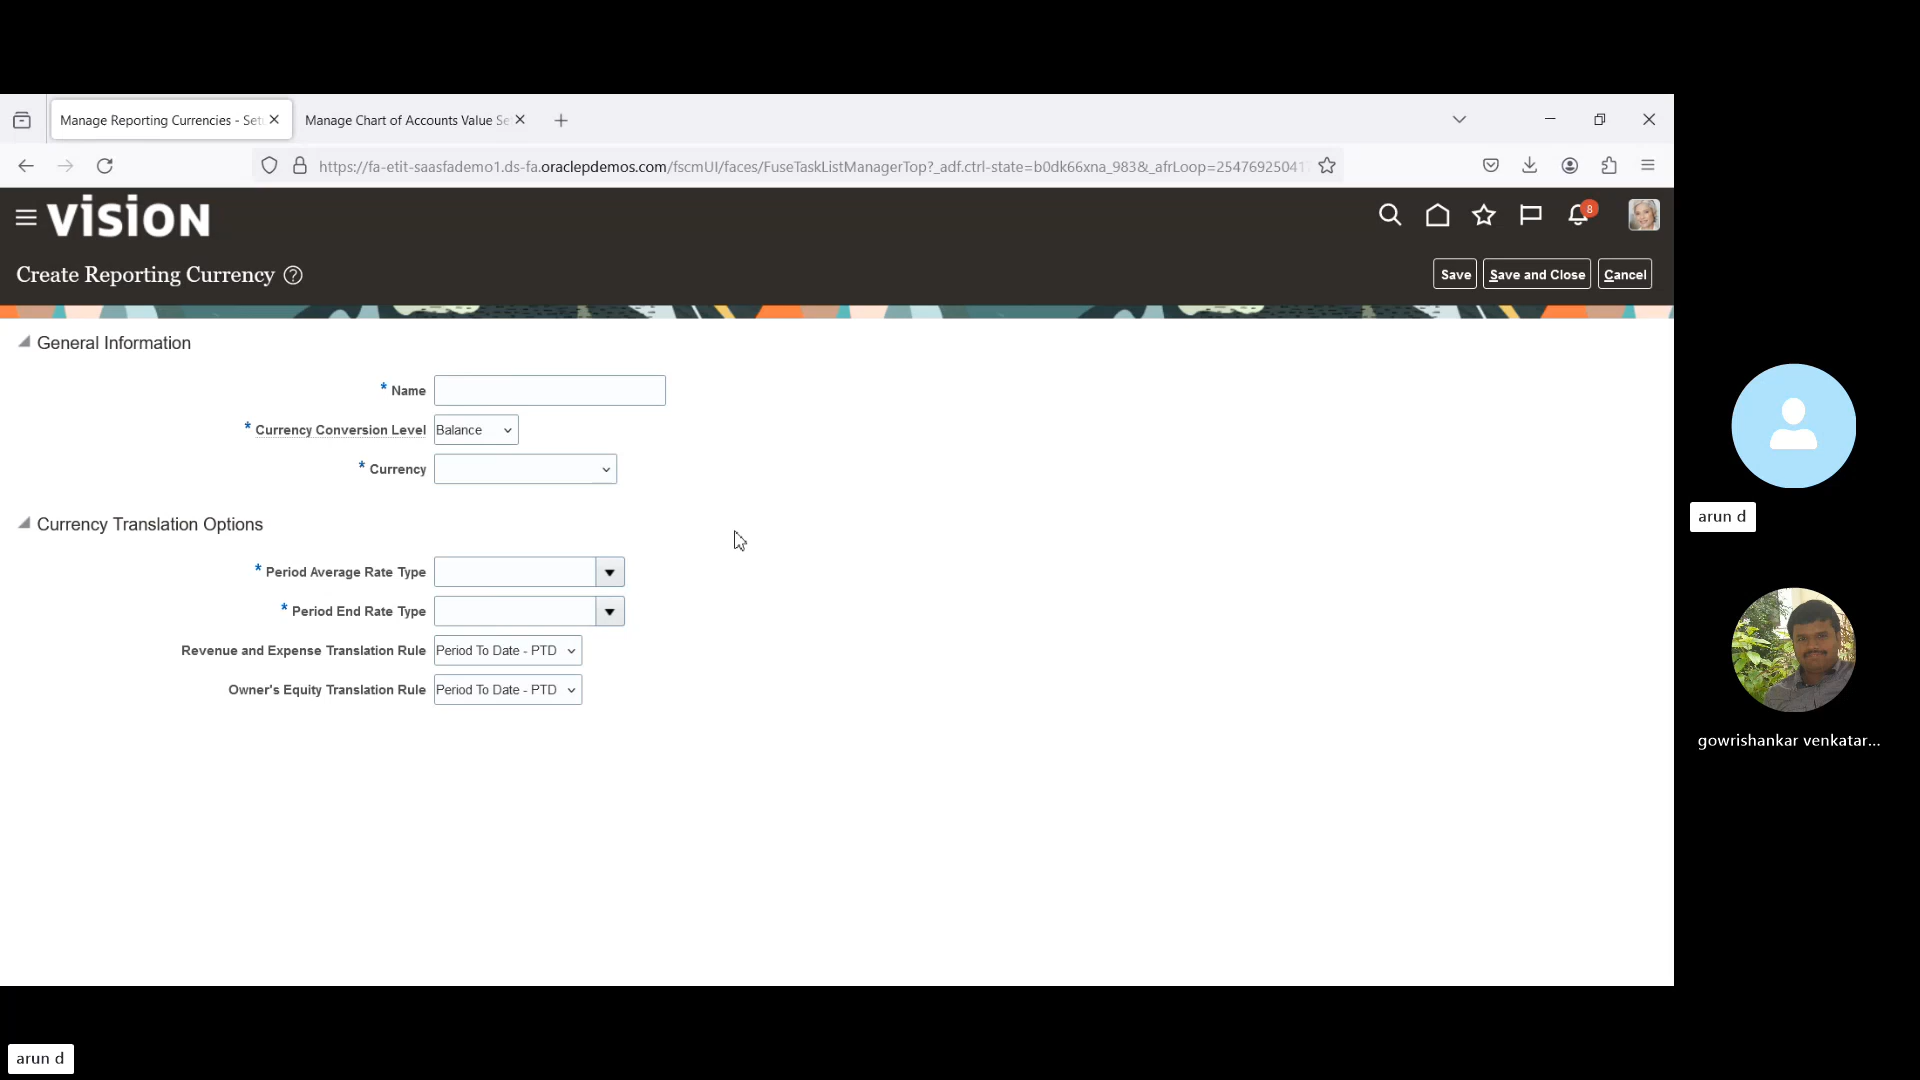 Manage Reporting Currencies - Set
Manage Chart of Accounts Value Se
https://fa-etit-saasfademo1.ds-fa.oraclepdemos.com/fscmUI/faces/FuseTaskListManagerTop?_adf.ctrl-state=b0dk66xna_983&_afrLoop=2547692504
VISION
8
Create Reporting Currency
Save
Save and Close
Cancel
General Information
* Name
* Currency Conversion Level Balance
* Currency
Currency Translation Options
* Period Average Rate Type
* Period End Rate Type
Revenue and Expense Translation Rule Period To Date - PTD
Owner's Equity Translation Rule Period To Date - PTD
arun d
gowrishankar venkatar...
arun d